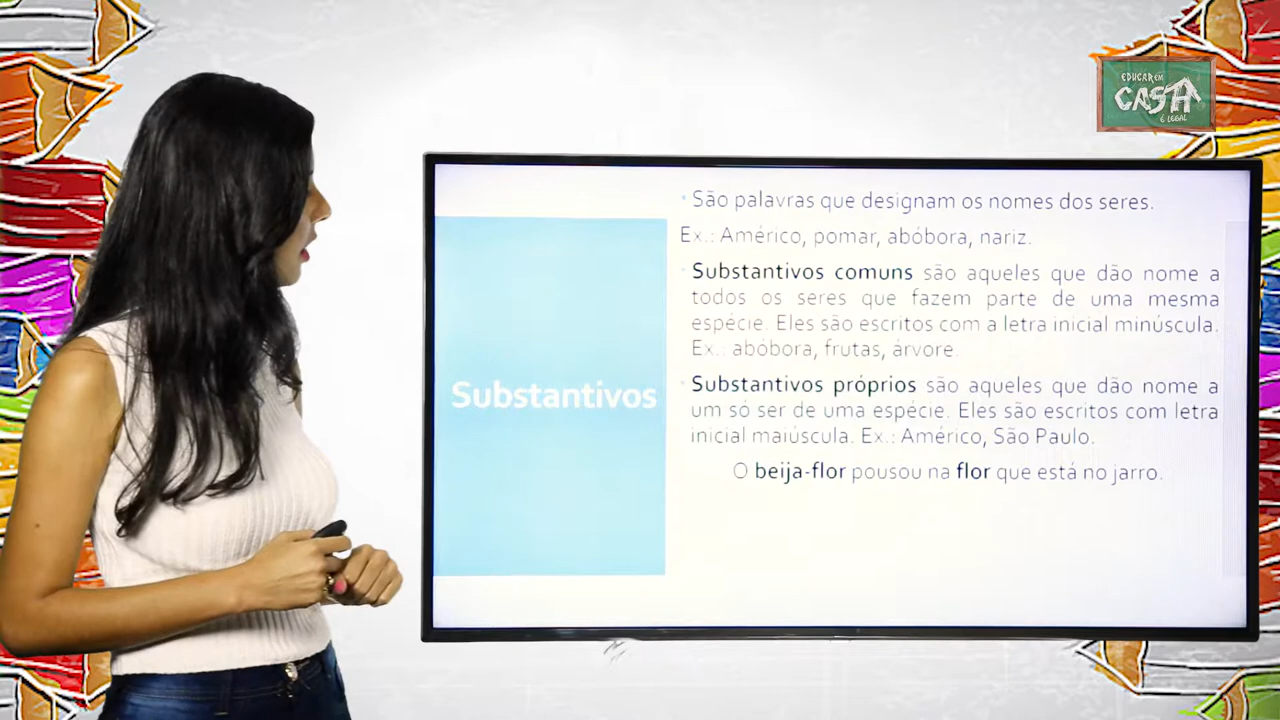 EDUCAR EM
CASA
É LEGAL
Substantivos
• São palavras que designam os nomes dos seres.
Ex.: Américo, pomar, abóbora, nariz.
• Substantivos comuns são aqueles que dão nome a
todos os seres que fazem parte de uma mesma
espécie. Eles são escritos com a letra inicial minúscula.
Ex.: abóbora, frutas, árvore.
• Substantivos próprios são aqueles que dão nome a
um só ser de uma espécie. Eles são escritos com letra
inicial maiúscula. Ex.: Américo, São Paulo.
O beija-flor pousou na flor que está no jarro.